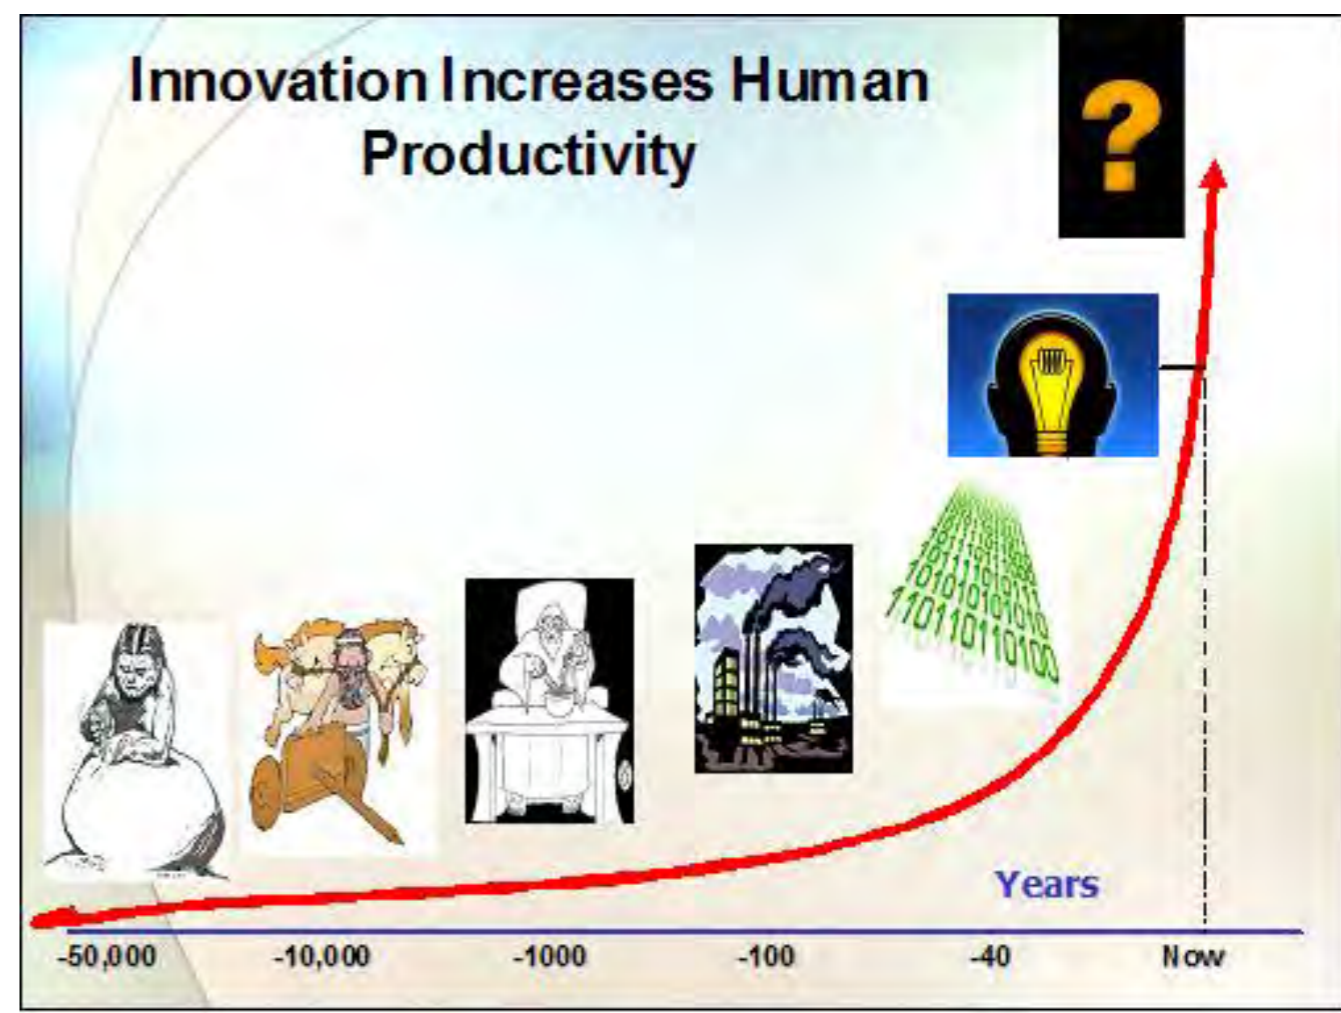 Innovation Increases Human
Productivity
?
Years
-50,000 -10,000 -1000 -100 -40 Now